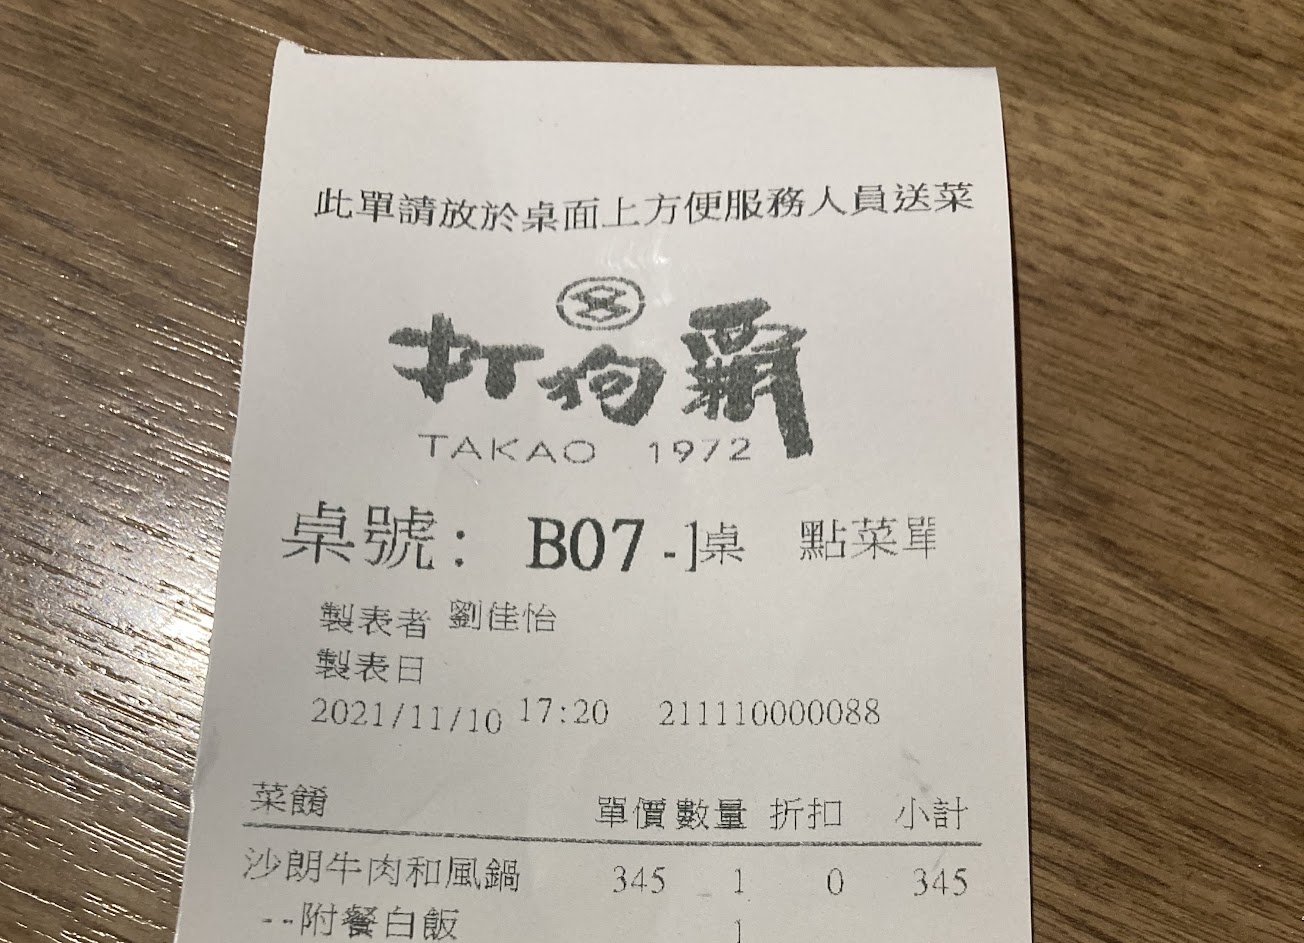 此單請放於桌面上方便服務人員送菜
打狗霸
TAKAO 1972
桌號: B07-1桌 點菜單
製表者 劉佳怡
製表日
2021/11/10 17:20 211110000088
菜餚 單價 數量 折扣 小計
沙朗牛肉和風鍋 345 1 0 345
--附餐白飯 1